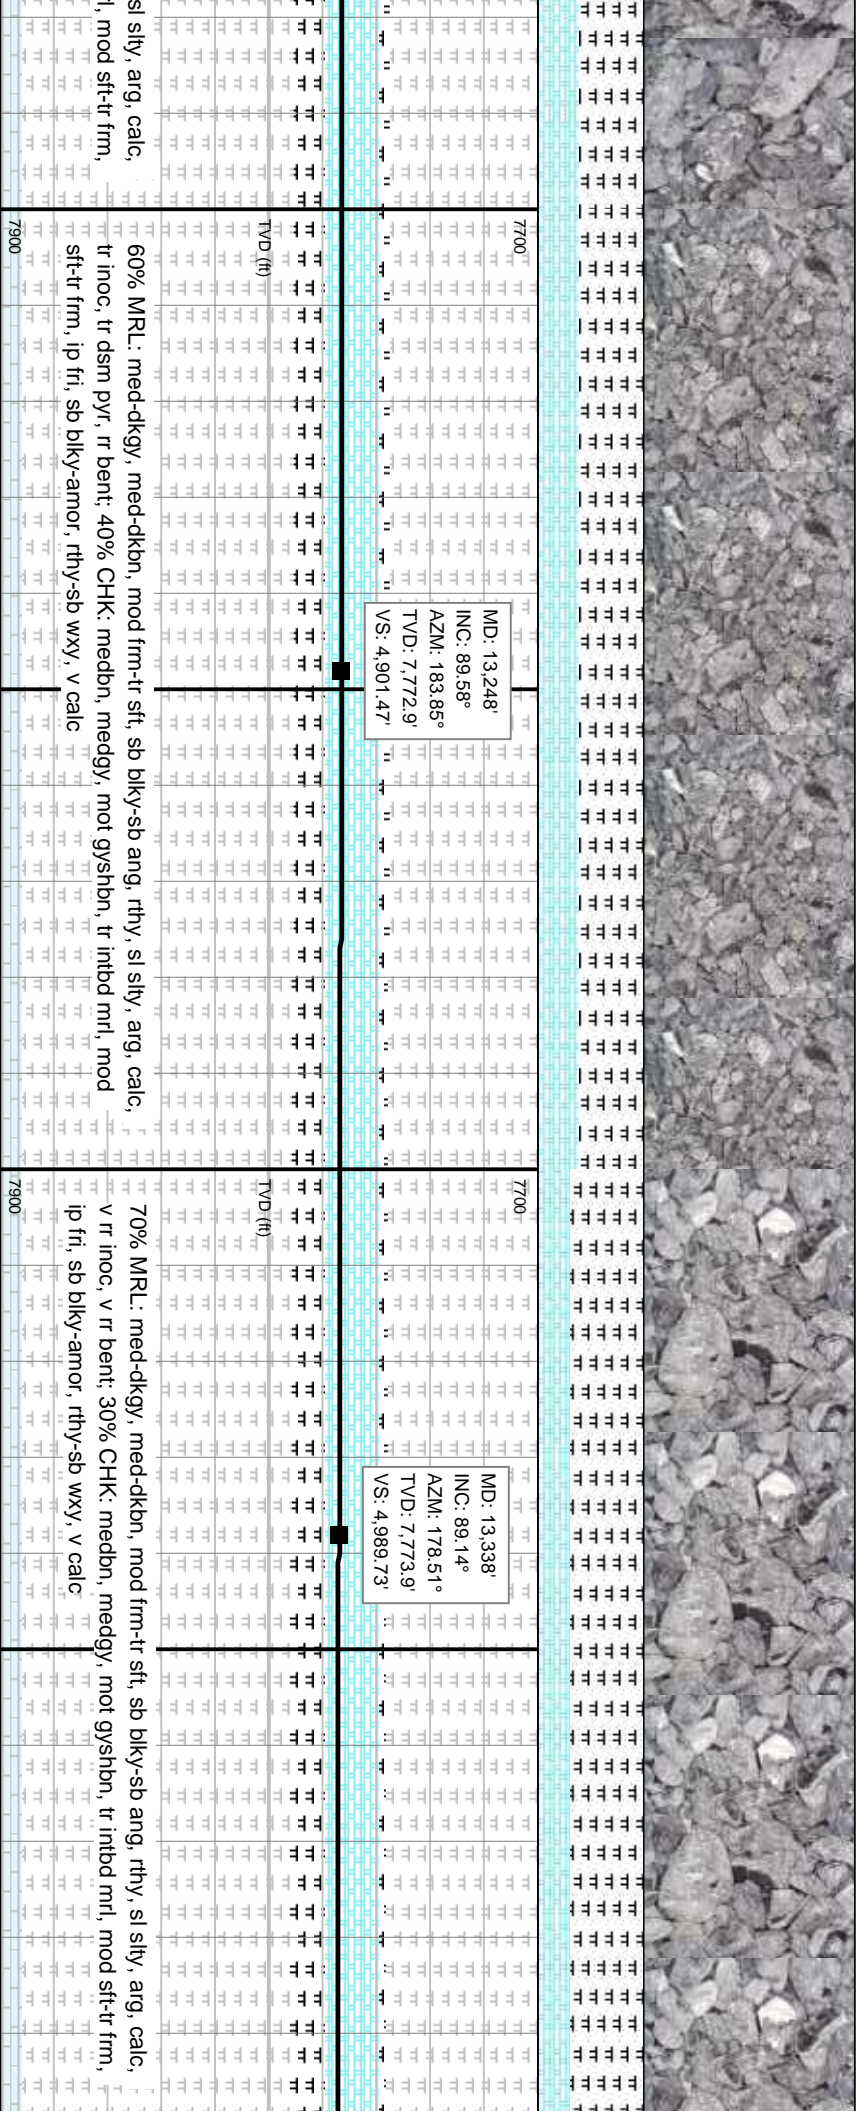 sl slty, arg, calc,
l, mod sft-tr frm,
7700
TVD (ft)
7900
60% MRL: med-dkgy, med-dkbn, mod frm-tr sft, sb blky-sb ang, rthy, sl slty, arg, calc,
tr inoc, tr dsm pyr, rr bent; 40% CHK: medbn, medgy, mot gyshbn, tr intbd mrl, mod
sft-tr frm, ip fri, sb blky-amor, rthy-sb wxy, v calc
MD: 13,248'
INC: 89.58°
AZM: 183.85°
TVD: 7,772.9'
VS: 4,901.47'
7700
TVD (ft)
7900
70% MRL: med-dkgy, med-dkbn, mod frm-tr sft, sb blky-sb ang, rthy, sl slty, arg, calc,
v rr inoc, v rr bent; 30% CHK: medbn, medgy, mot gyshbn, tr intbd mrl, mod sft-tr frm,
ip fri, sb blky-amor, rthy-sb wxy, v calc
MD: 13,338'
INC: 89.14°
AZM: 178.51°
TVD: 7,773.9'
VS: 4,989.73'